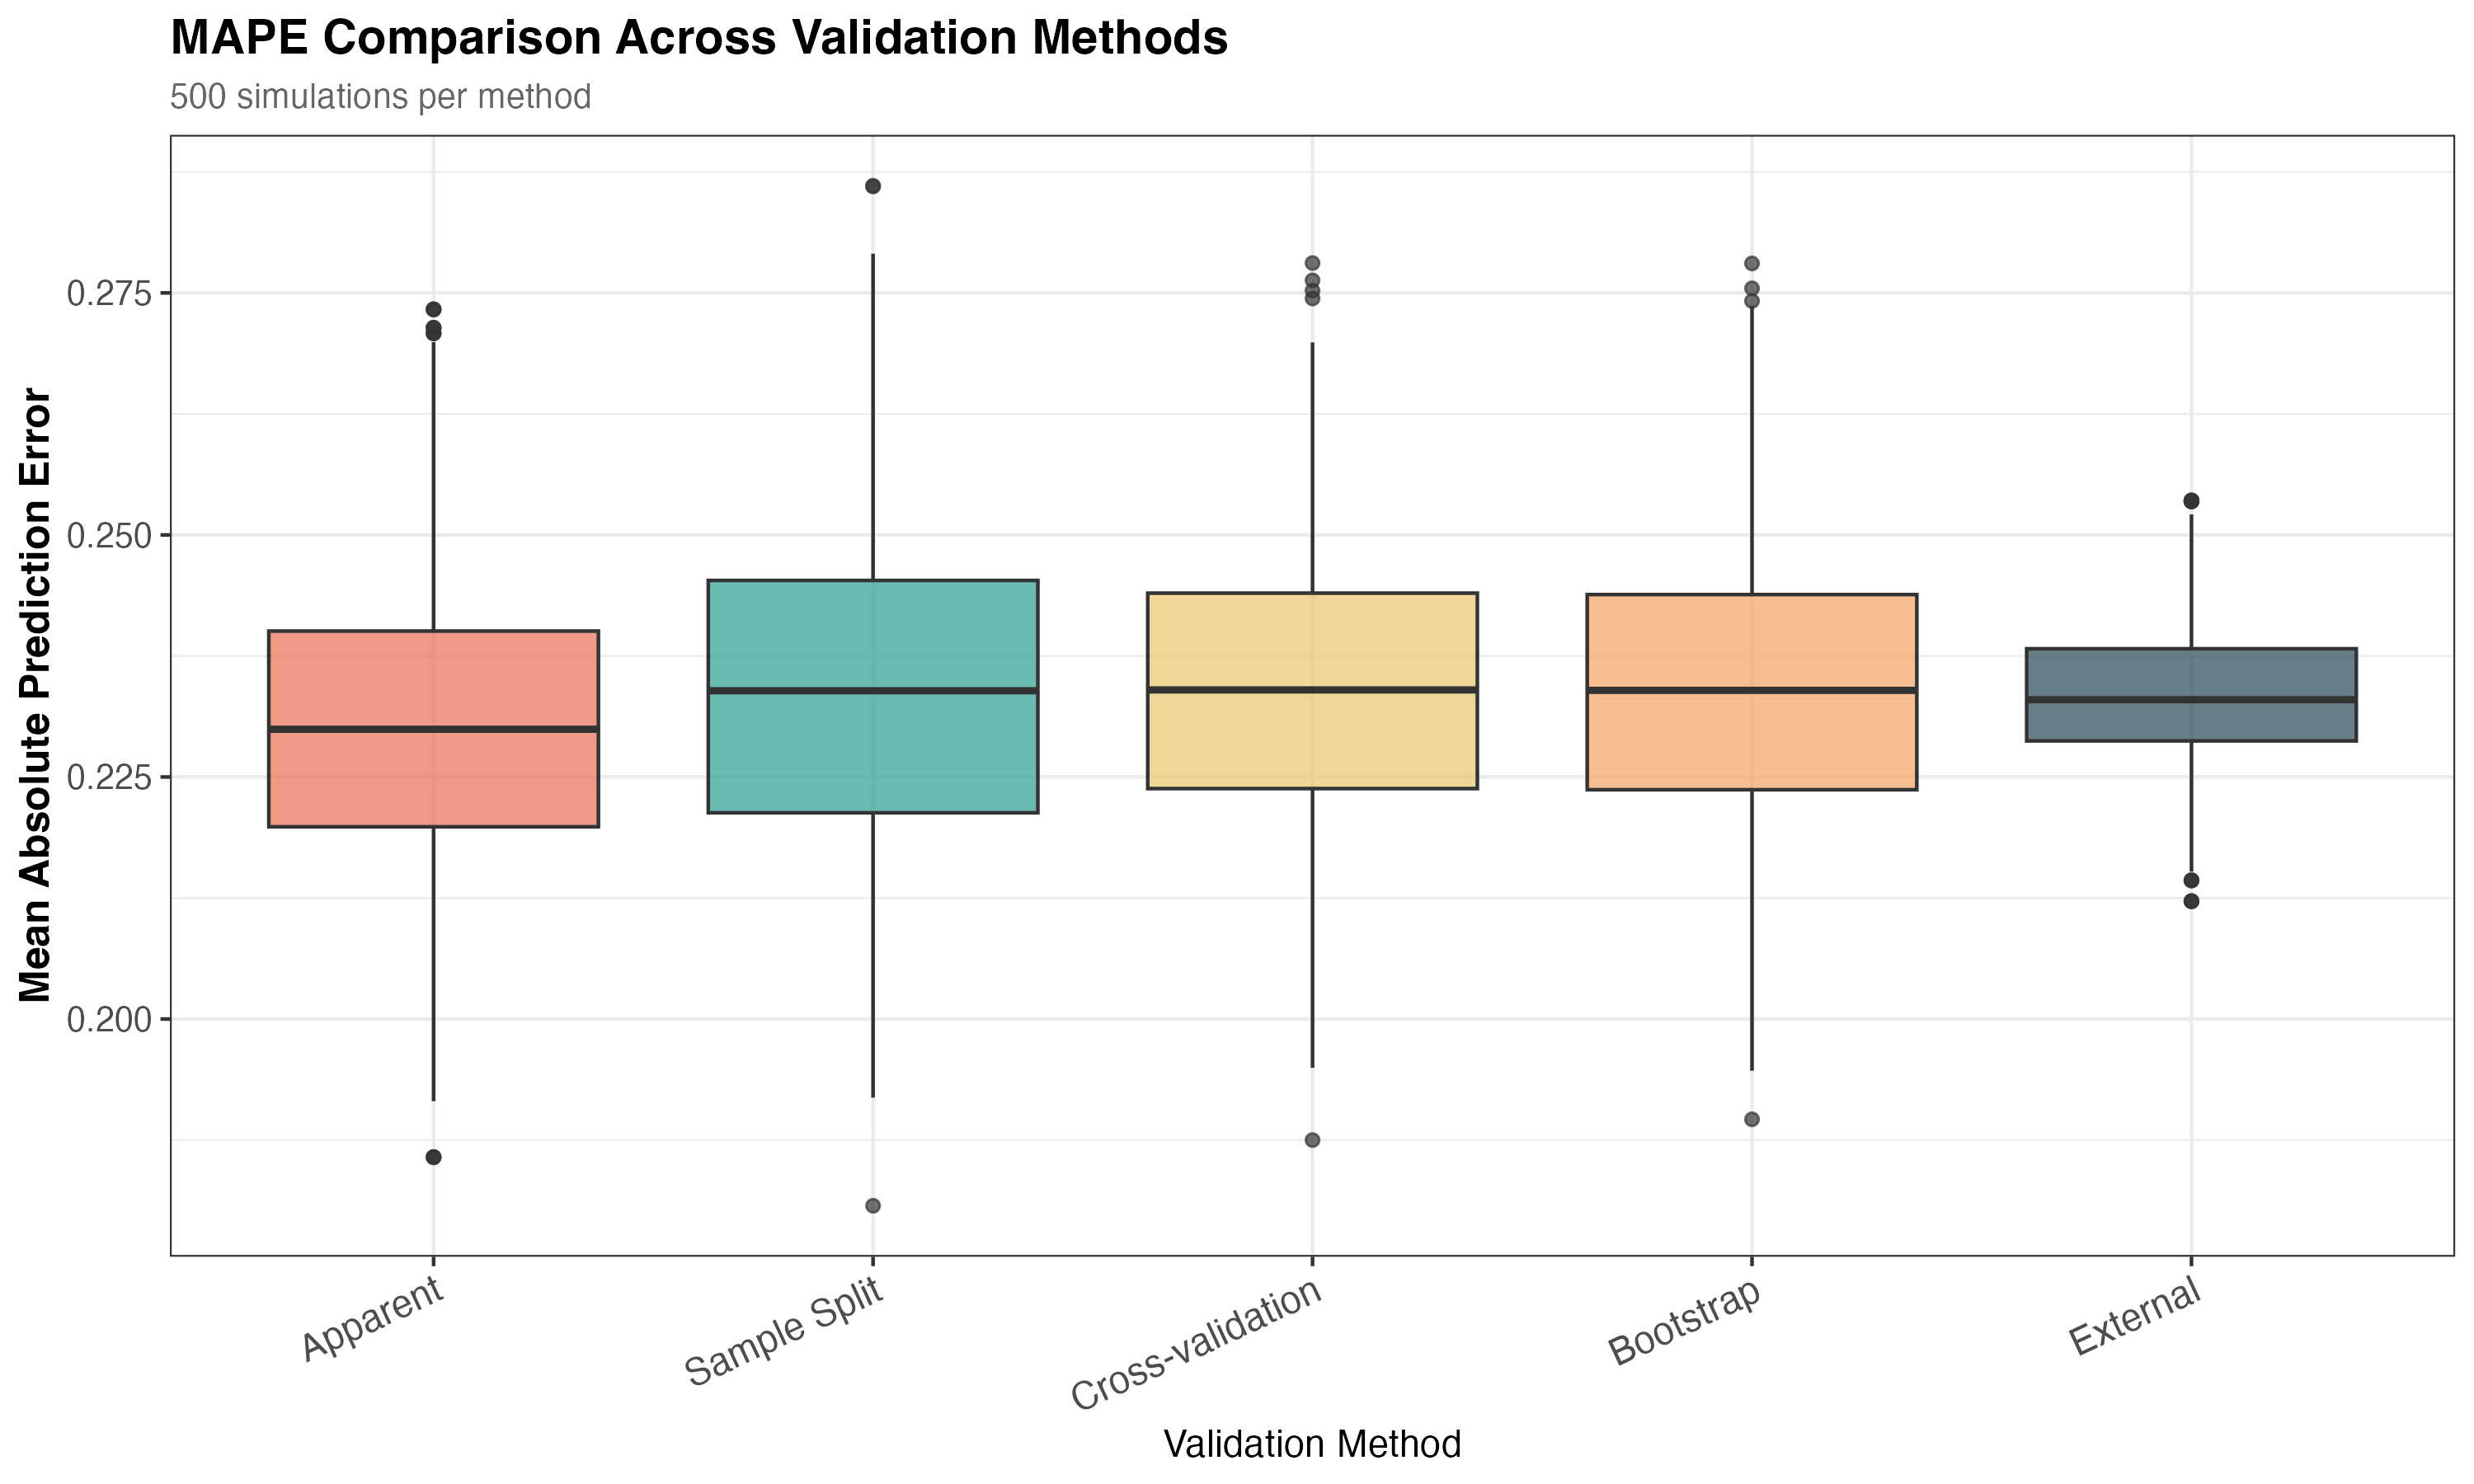 MAPE Comparison Across Validation Methods
500 simulations per method
Mean Absolute Prediction Error
0.275
0.250
0.225
0.200
Apparent
Sample Split
Cross-validation
Bootstrap
External
Validation Method